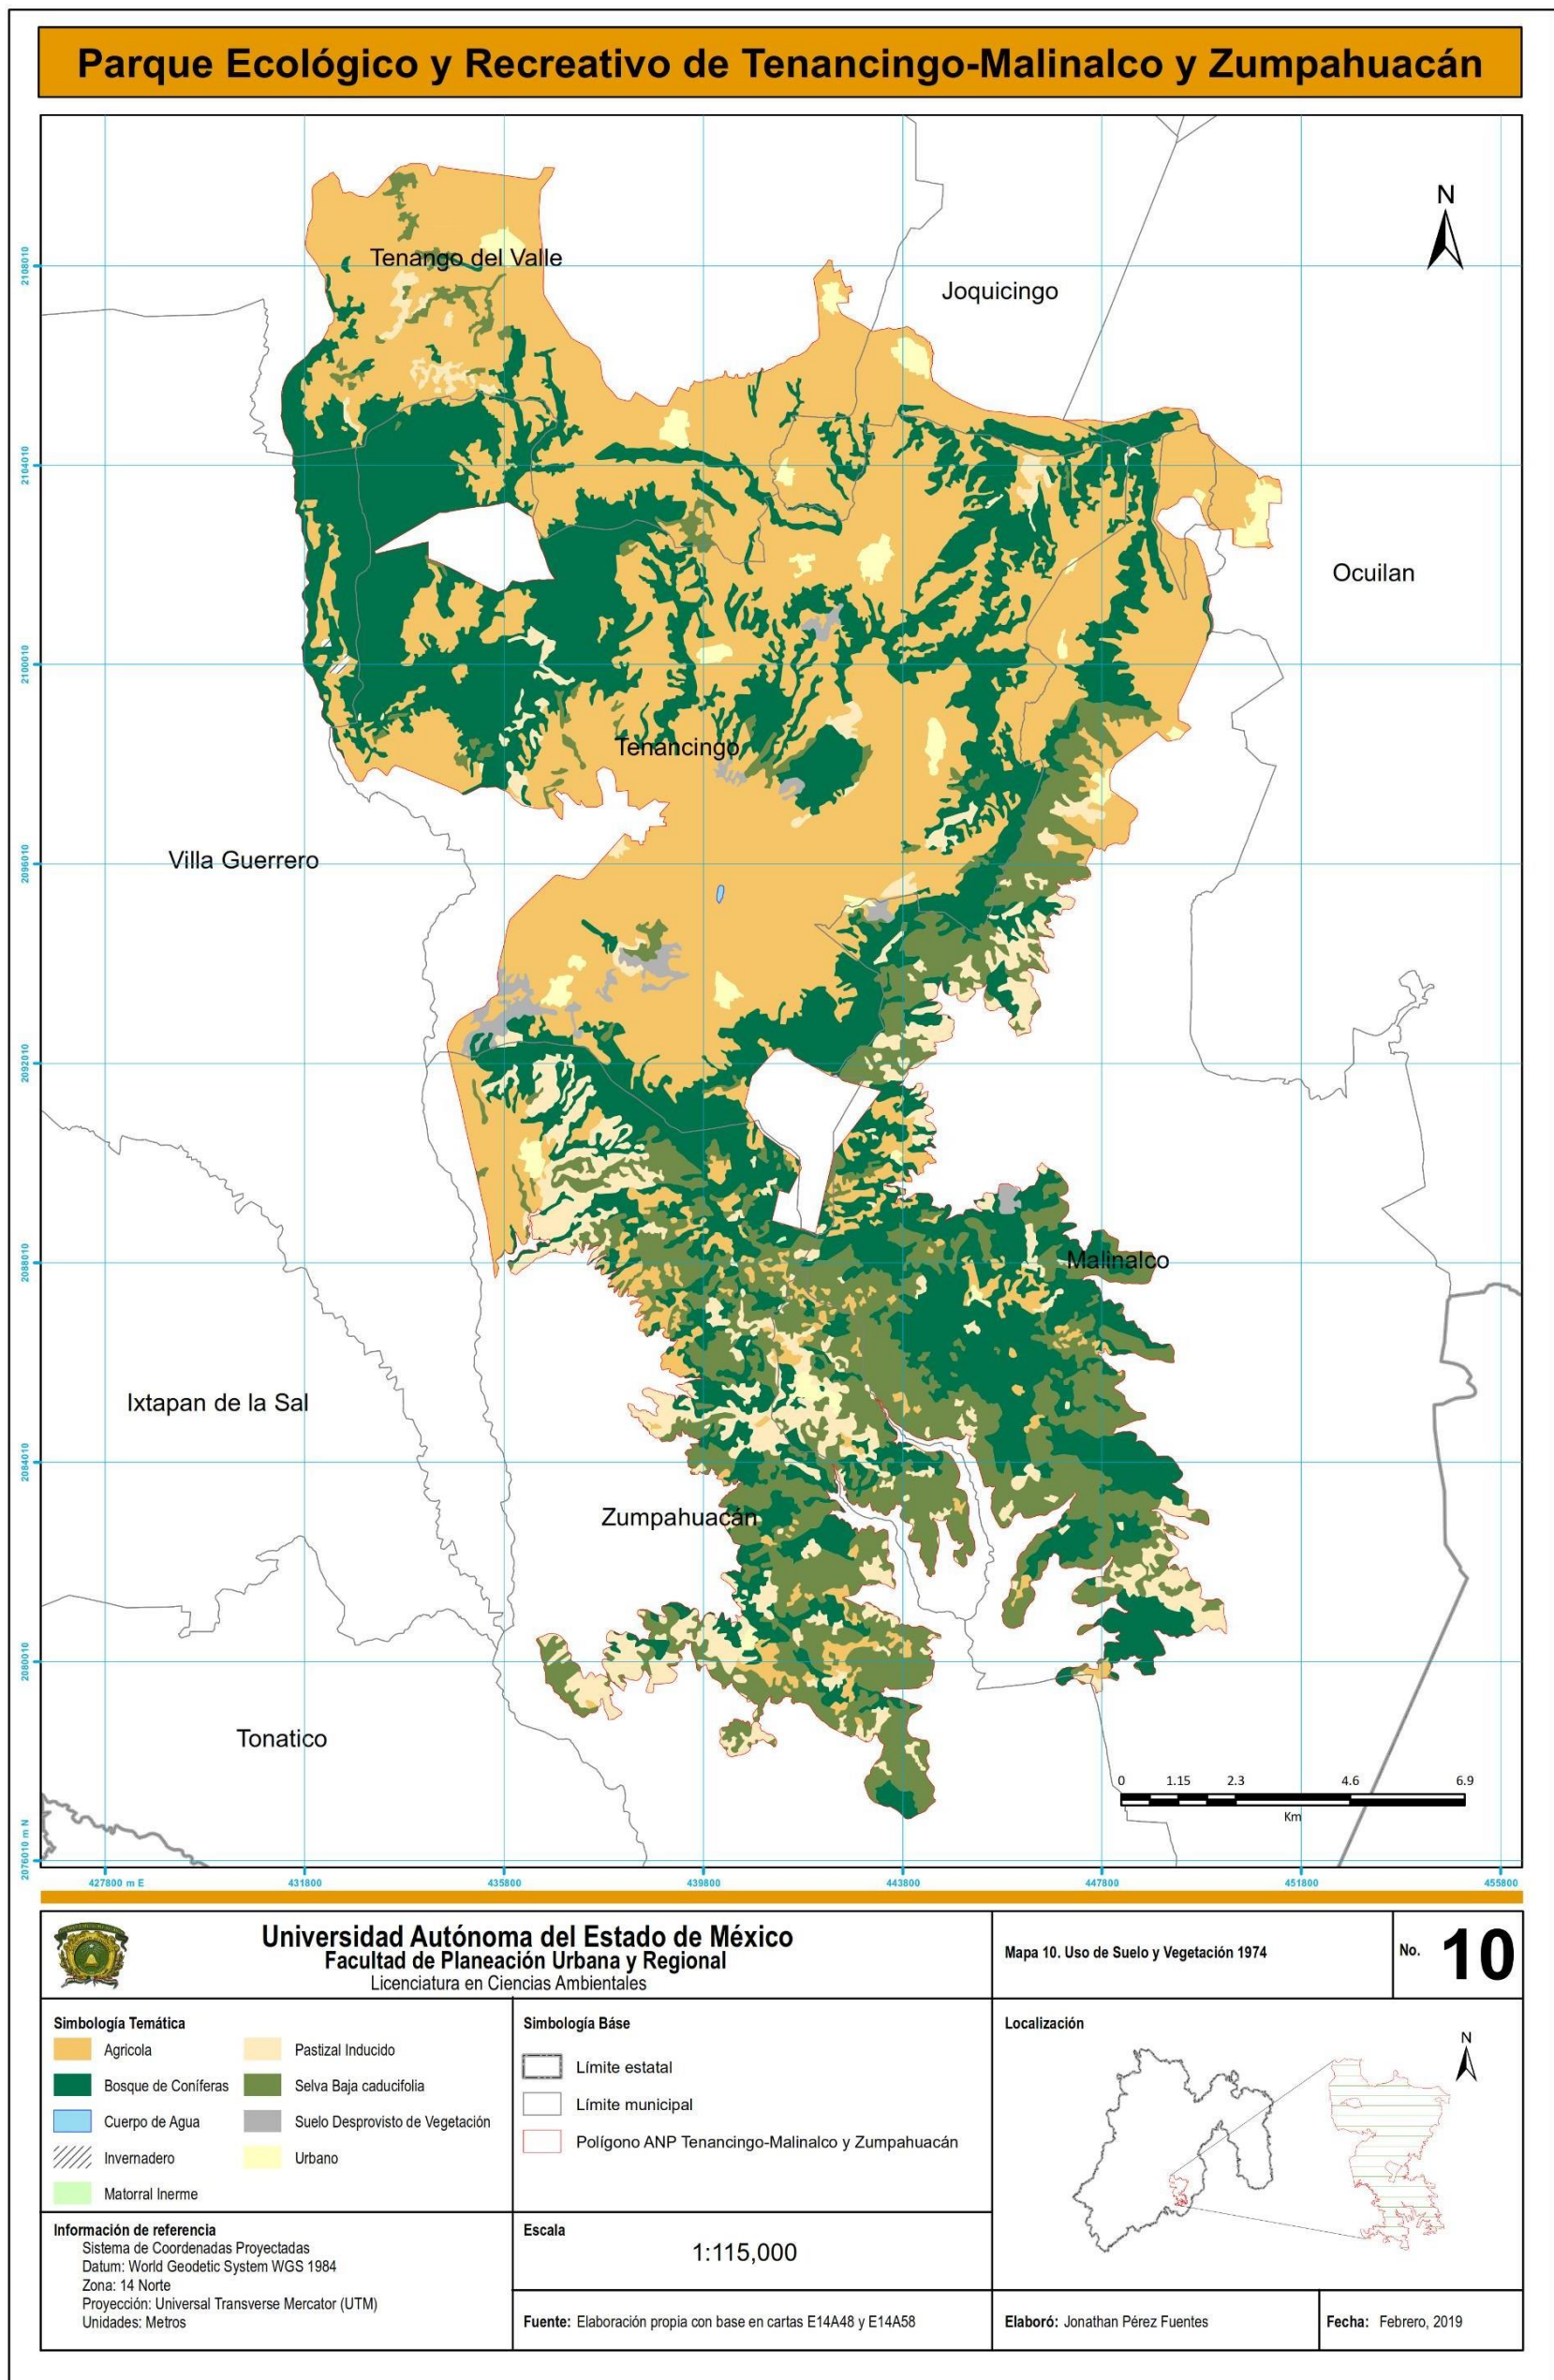 Parque Ecológico y Recreativo de Tenancingo-Malinalco y Zumpahuacán
N
Tenango del Valle
Joquicingo
Ocuilan
Tenancingo
Villa Guerrero
Malinalco
Ixtapan de la Sal
Zumpahuacán
Tonatico
2108010
2104010
2100010
2096010
2092010
2088010
2084010
2080010
2076010 m N
0 1.15 2.3 4.6 6.9
Km
427800 m E 431800 435800 439800 443800 447800 451800 455800
Universidad Autónoma del Estado de México
Facultad de Planeación Urbana y Regional
Licenciatura en Ciencias Ambientales
Mapa 10. Uso de Suelo y Vegetación 1974
No. 10
Simbología Temática
Agricola
Bosque de Coníferas
Cuerpo de Agua
Invernadero
Matorral Inerme
Pastizal Inducido
Selva Baja caducifolia
Suelo Desprovisto de Vegetación
Urbano
Simbología Báse
Límite estatal
Límite municipal
Polígono ANP Tenancingo-Malinalco y Zumpahuacán
Localización
N
Información de referencia
Sistema de Coordenadas Proyectadas
Datum: World Geodetic System WGS 1984
Zona: 14 Norte
Proyección: Universal Transverse Mercator (UTM)
Unidades: Metros
Escala
1:115,000
Fuente: Elaboración propia con base en cartas E14A48 y E14A58
Elaboró: Jonathan Pérez Fuentes
Fecha: Febrero, 2019